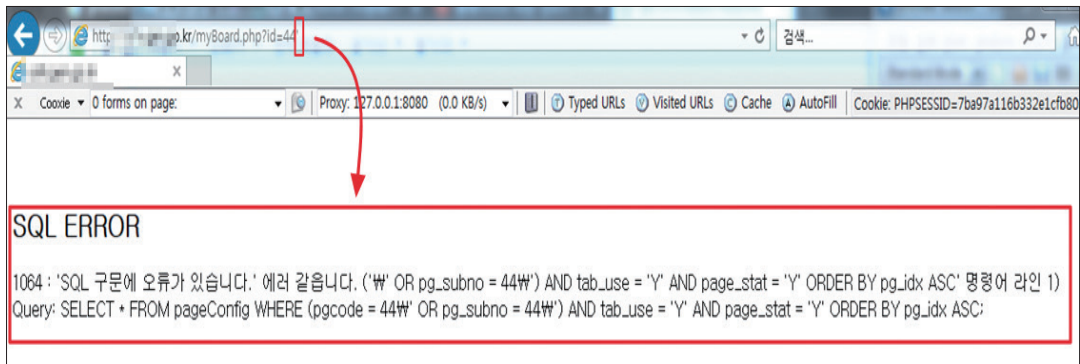 .kr/myBoard.php?id=44'
검색...
x
X Cooxie 0 forms on page: Proxy: 127.0.0.1:8080 (0.0 KB/s) Typed URLs Visited URLs Cache AutoFill Cookie: PHPSESSID=7ba97a116b332e1cfb80
SQL ERROR
1064 : 'SQL 구문에 오류가 있습니다.' 에러 같읍니다. ('₩' OR pg_subno = 44₩') AND tab_use = 'Y' AND page_stat = 'Y' ORDER BY pg_idx ASC' 명령어 라인 1)
Query: SELECT * FROM pageConfig WHERE (pgcode = 44₩' OR pg_subno = 44₩') AND tab_use = 'Y' AND page_stat = 'Y' ORDER BY pg_idx ASC;